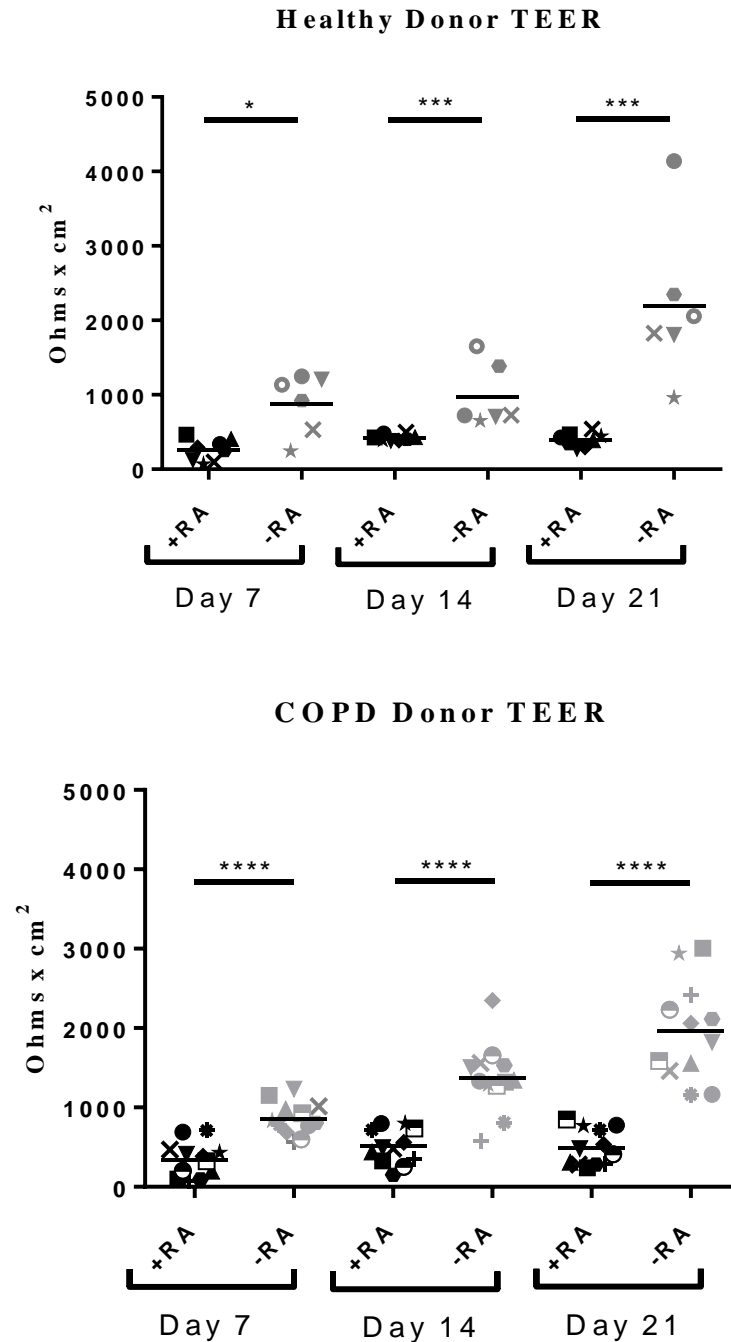 Healthy Donor TEER
5000
4000
3000
2000
1000
0
Ohms x cm²
* *** ***
+RA -RA +RA -RA +RA -RA
Day 7 Day 14 Day 21
COPD Donor TEER
5000
4000
3000
2000
1000
0
Ohms x cm²
**** **** ****
+RA -RA +RA -RA +RA -RA
Day 7 Day 14 Day 21